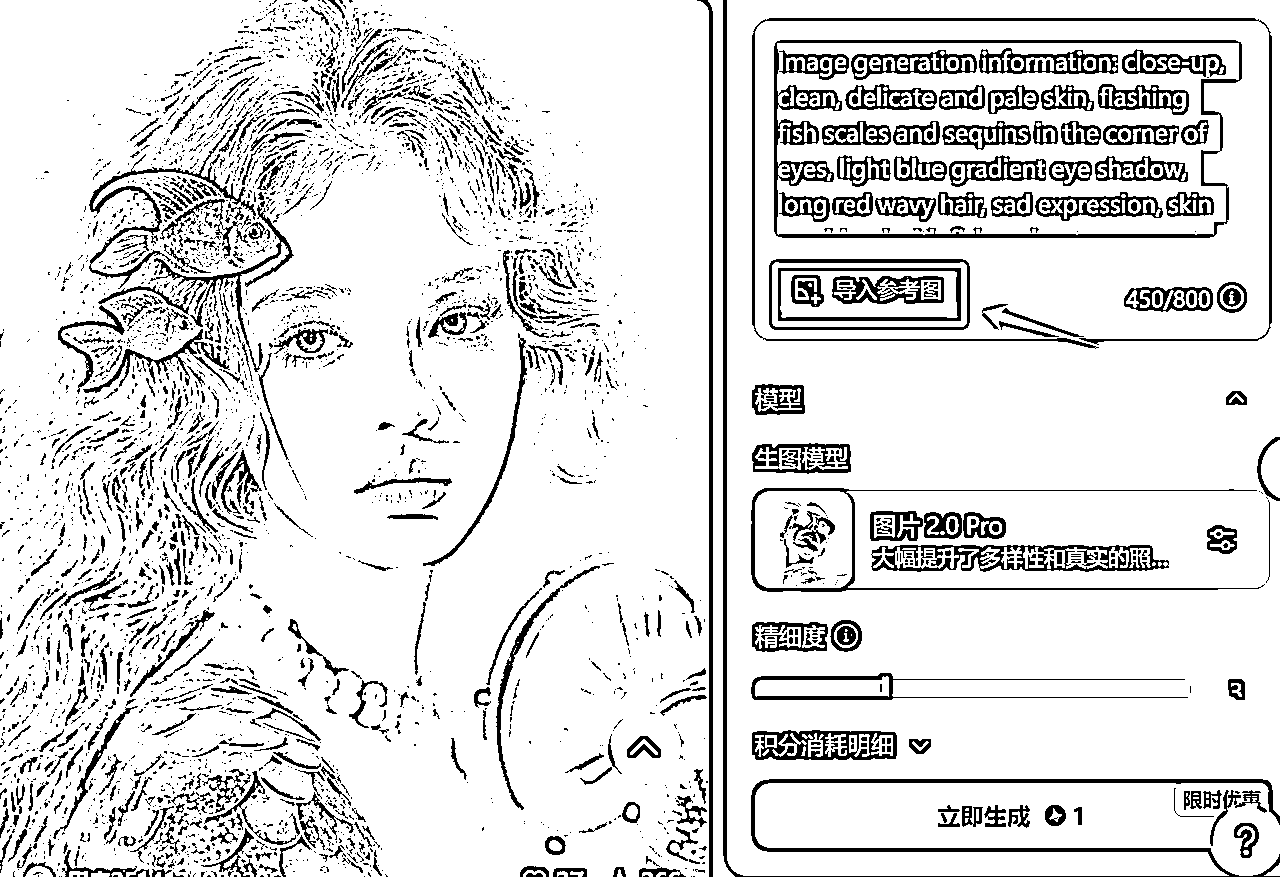 Image generation information: close-up,
clean, delicate and pale skin, flashing
fish scales and sequins in the corner of
eyes, light blue gradient eye shadow,
long red wavy hair, sad expression, skin
导入参考图
450/800
模型
生图模型
图片 2.0 Pro
大幅提升了多样性和真实的照...
精细度
3
积分消耗明细
限时优惠
立即生成 1
?